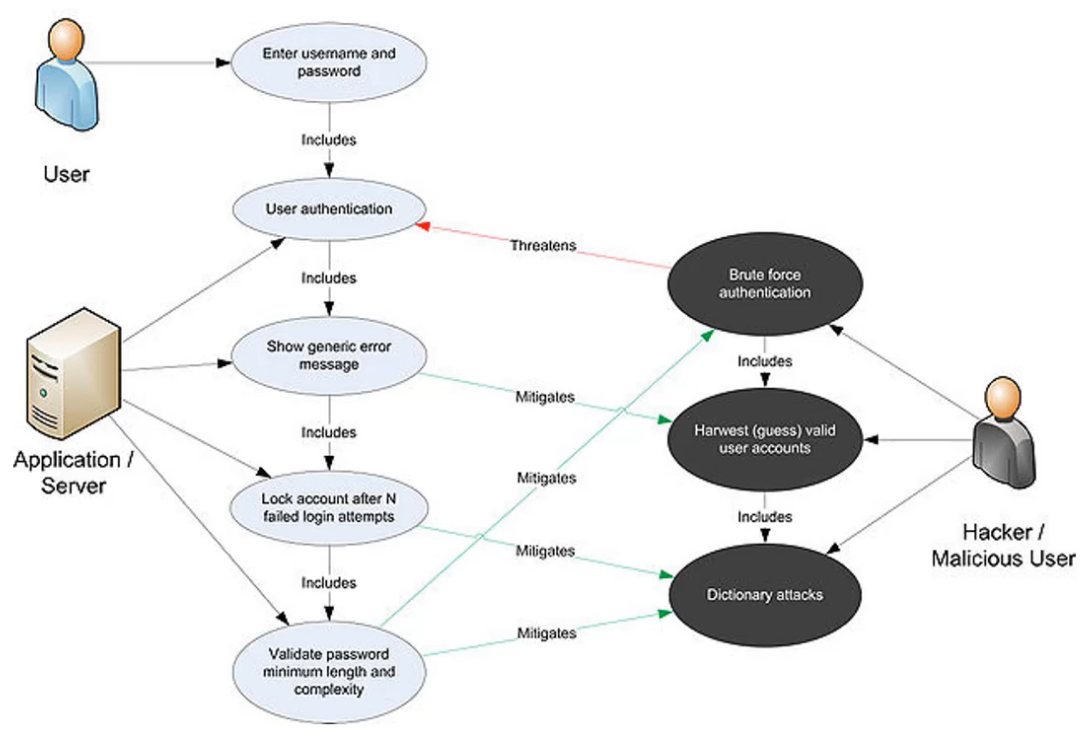 Enter username and
password
Includes
User
User authentication
Threatens
Brute force
authentication
Includes
Show generic error
message
Includes
Mitigates
Harwest (guess) valid
user accounts
Includes
Application /
Server
Mitigates
Lock account after N
failed login attempts
Includes
Hacker /
Malicious User
Mitigates
Includes
Dictionary attacks
Mitigates
Validate password
minimum length and
complexity